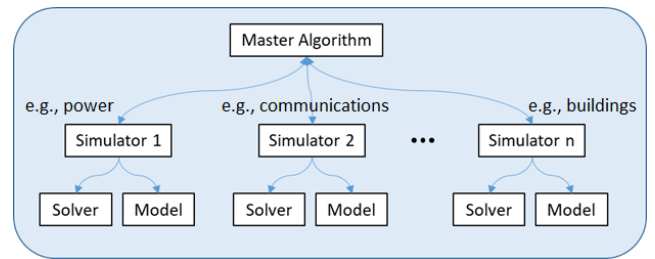 Master Algorithm
e.g., power
e.g., communications
e.g., buildings
Simulator 1
Simulator 2
•••
Simulator n
Solver
Model
Solver
Model
Solver
Model